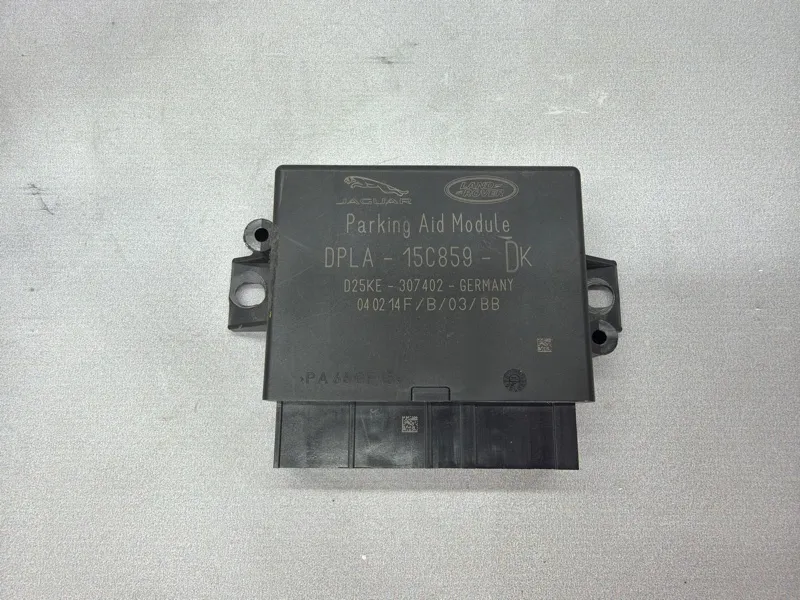 JAGUAR
LAND
ROVER
Parking Aid Module
DPLA - 15C859 - DK
D25KE - 307402 - GERMANY
040214F/B/03/BB